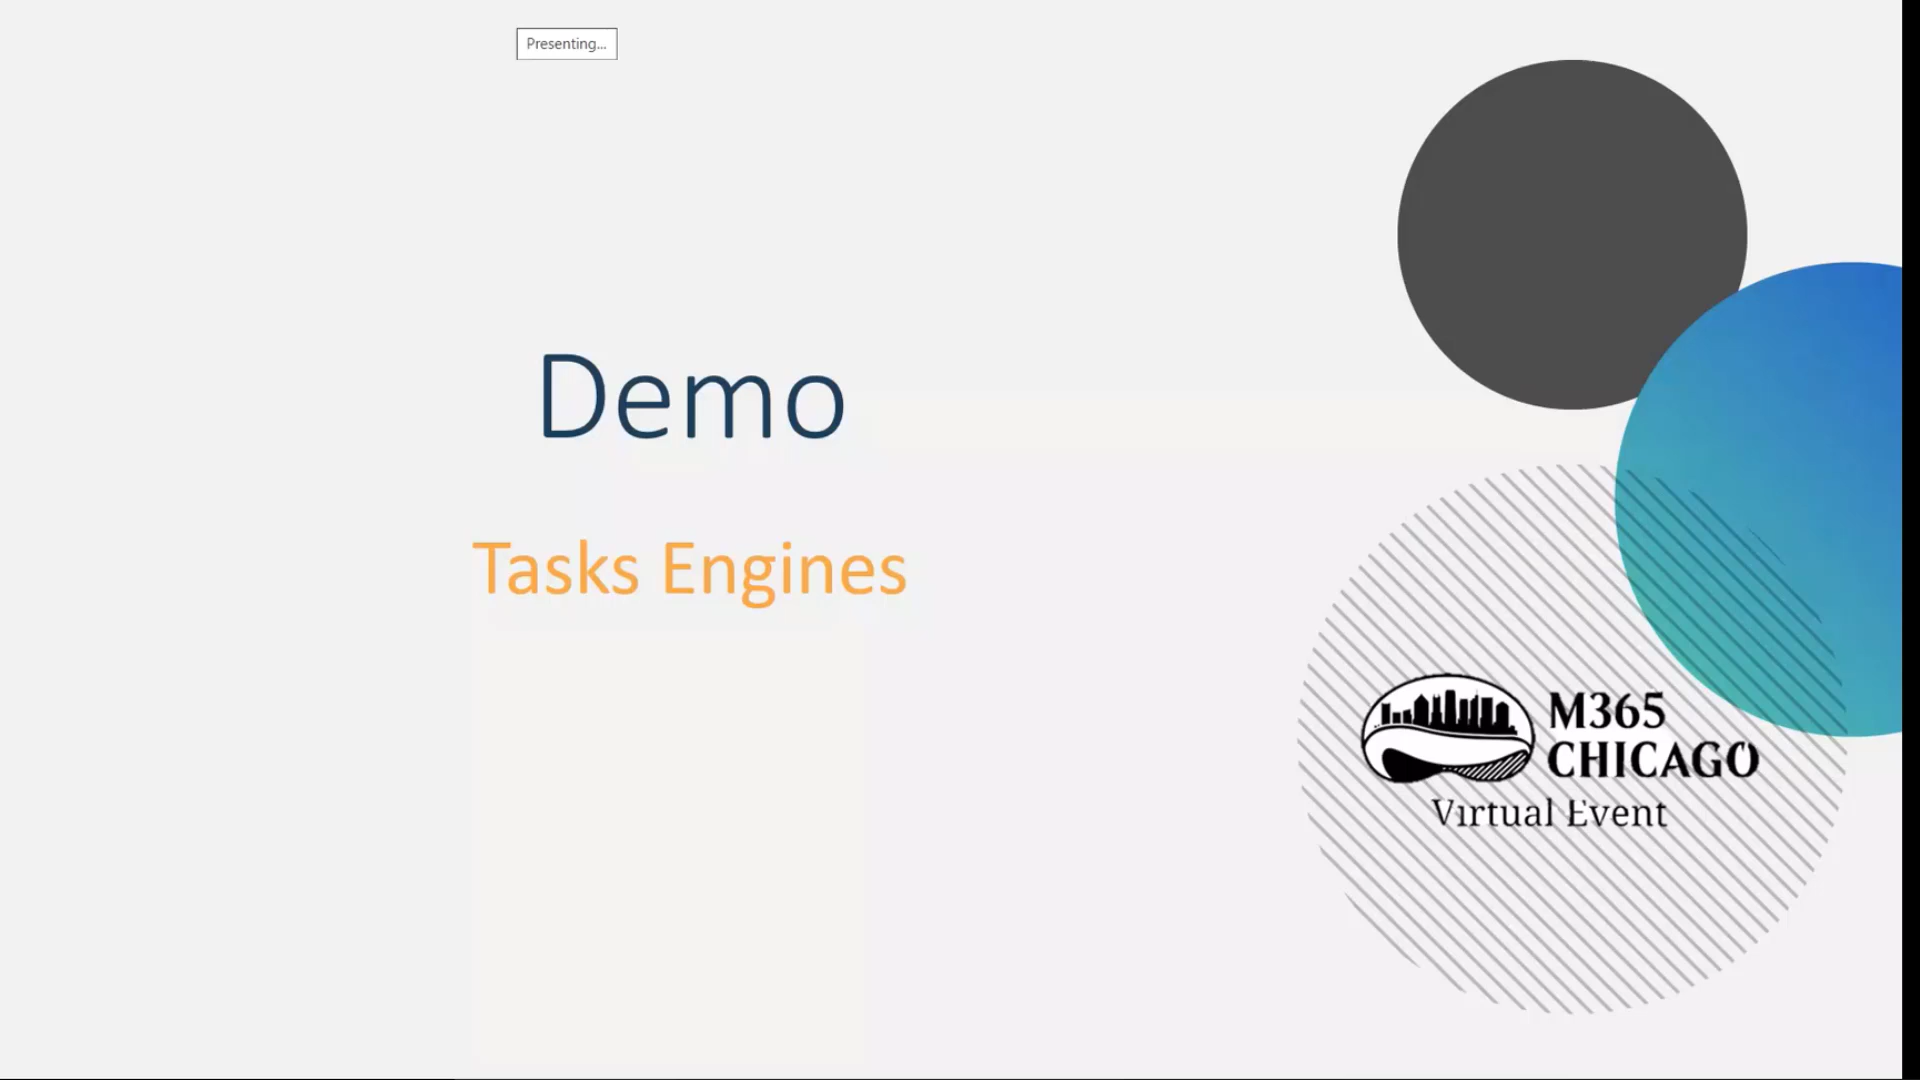 Presenting...
Demo
Tasks Engines
M365
CHICAGO
Virtual Event